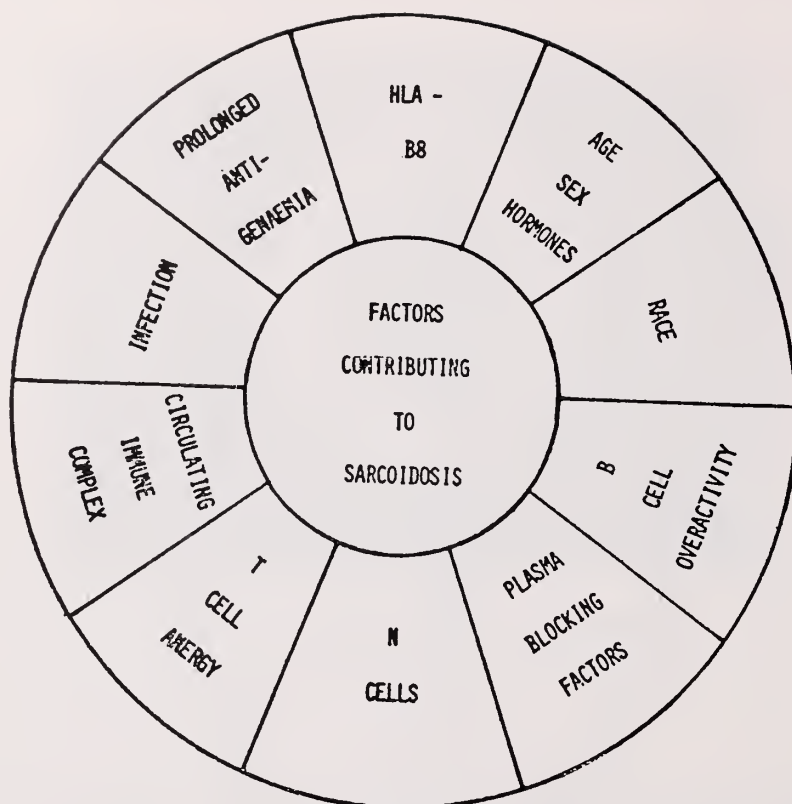 HLA -
B8
AGE
SEX
HORMONES
RACE
B
CELL
OVERACTIVITY
PLASMA
BLOCKING
FACTORS
N
CELLS
T
CELL
ANERGY
CIRCULATING
IMMUNE
COMPLEX
INFECTION
PROLONGED
ANTI-
GENAEMIA
FACTORS
CONTRIBUTING
TO
SARCOIDOSIS